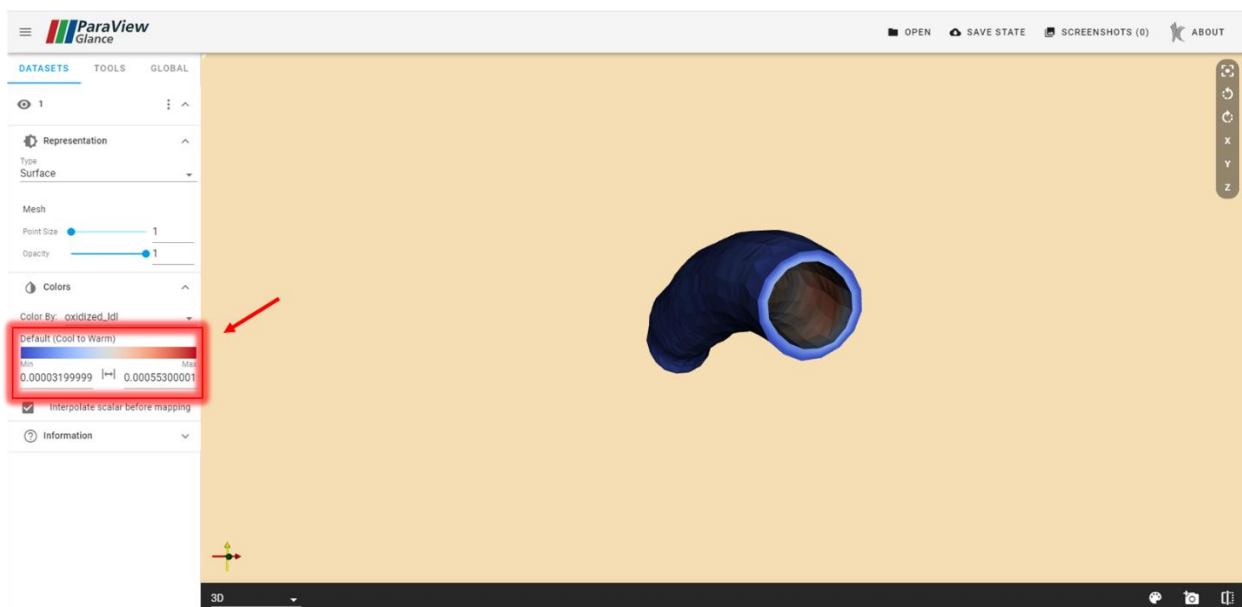 ParaView
Glance
OPEN
SAVE STATE
SCREENSHOTS (0)
ABOUT
DATASETS TOOLS GLOBAL
1
Representation
Type
Surface
Mesh
Point Size 1
Opacity 1
Colors
Color By: oxidized_ldl
Default (Cool to Warm)
Min Max
0.00003199999 0.00055300001
Interpolate scalar before mapping
Information
X
Y
Z
3D